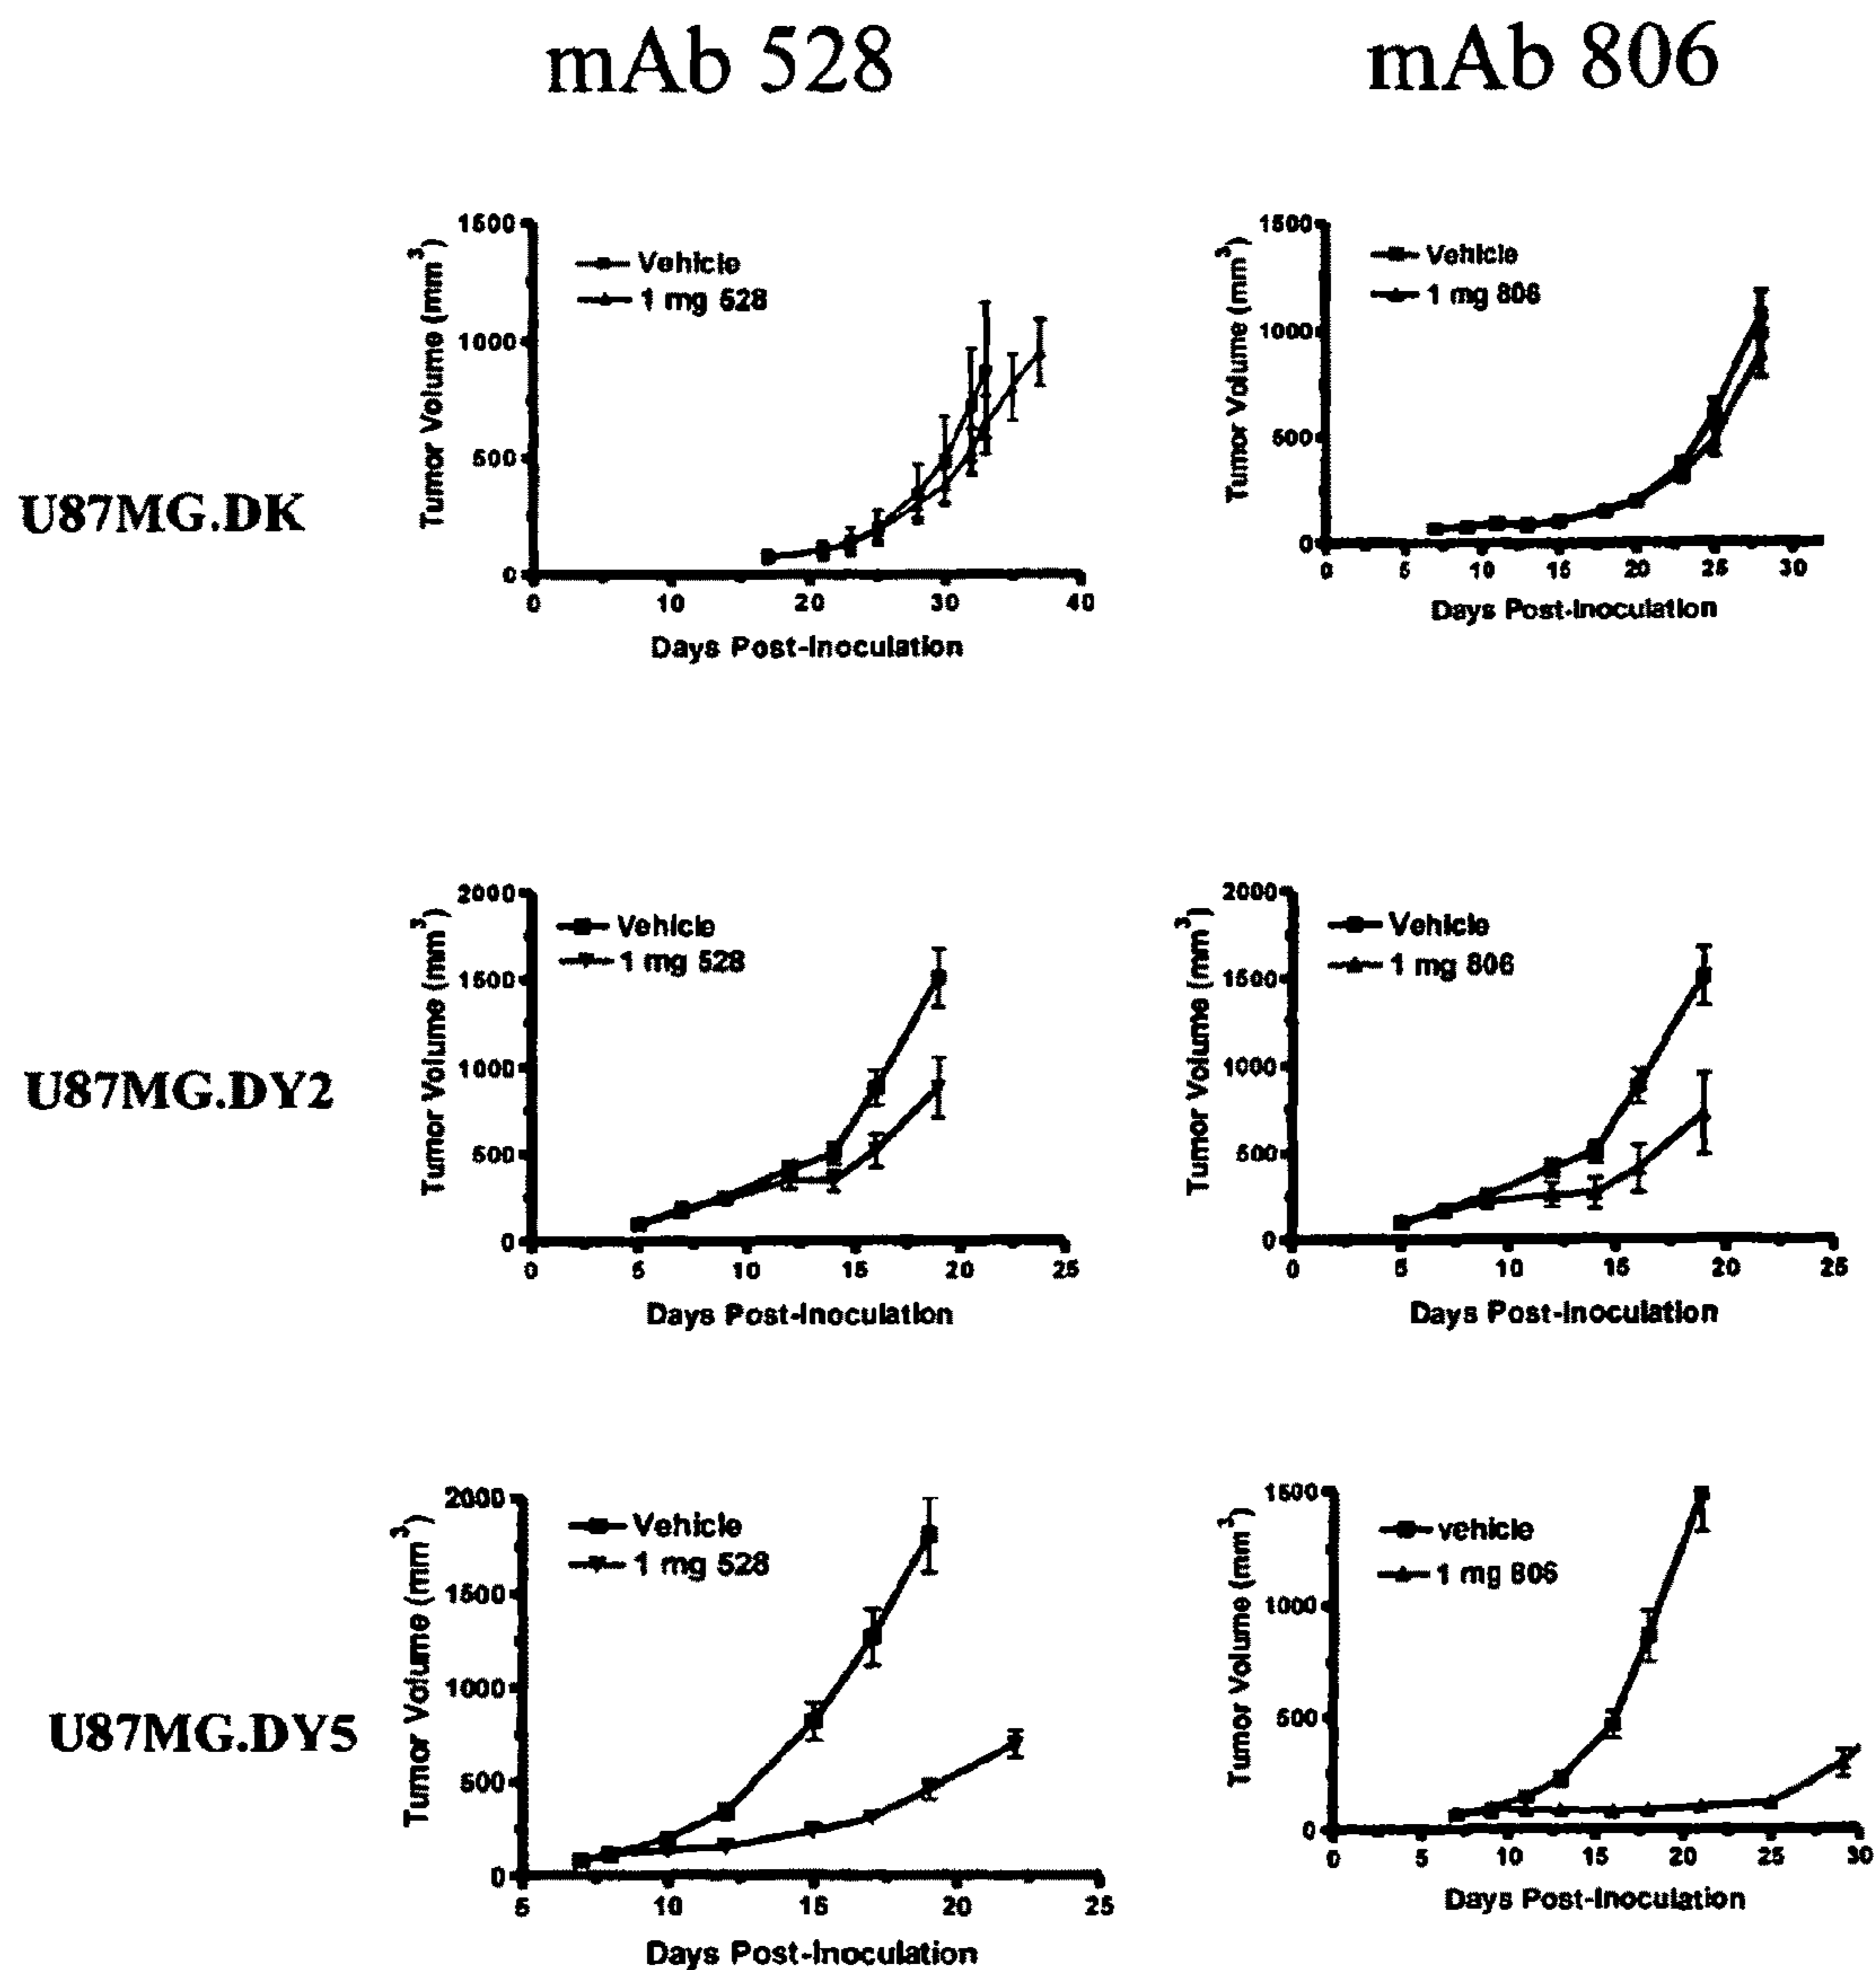 mAb 528
mAb 806
U87MG.DK
Tumor Volume (mm³)
1500
1000
500
0
Vehicle
1 mg 528
0 10 20 30 40
Days Post-Inoculation
Tumor Volume (mm³)
1500
1000
500
0
Vehicle
1 mg 806
0 5 10 15 20 25 30
Days Post-Inoculation
U87MG.DY2
Tumor Volume (mm³)
2000
1500
1000
500
0
Vehicle
1 mg 528
0 5 10 15 20 25
Days Post-Inoculation
Tumor Volume (mm³)
2000
1500
1000
500
0
Vehicle
1 mg 806
0 5 10 15 20 25
Days Post-Inoculation
U87MG.DY5
Tumor Volume (mm³)
2000
1500
1000
500
0
Vehicle
1 mg 528
5 10 15 20 25
Days Post-Inoculation
Tumor Volume (mm³)
1500
1000
500
0
vehicle
1 mg 806
0 5 10 15 20 25 30
Days Post-Inoculation